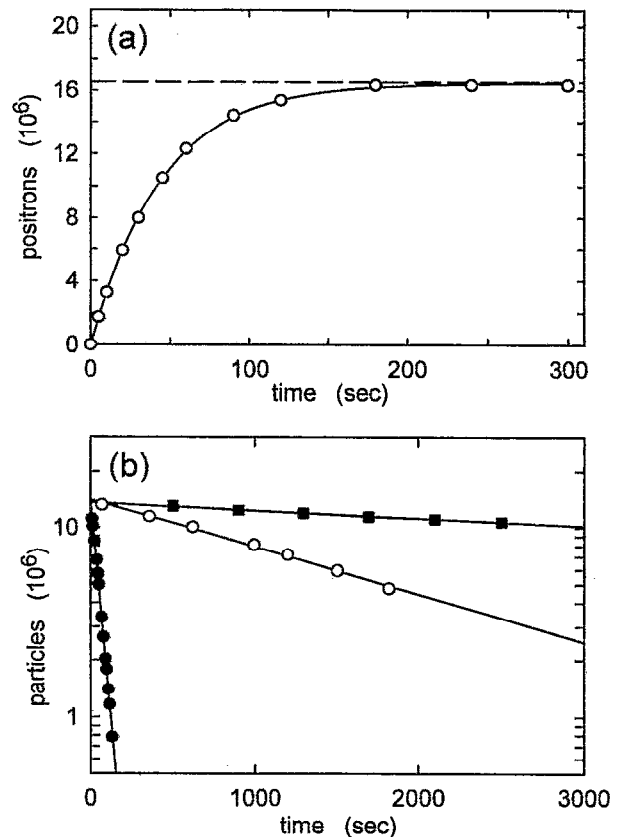 20
(a)
16
12
8
4
0
positrons (10⁶)
0 100 200 300
time (sec)
(b)
10
1
particles (10⁶)
0 1000 2000 3000
time (sec)